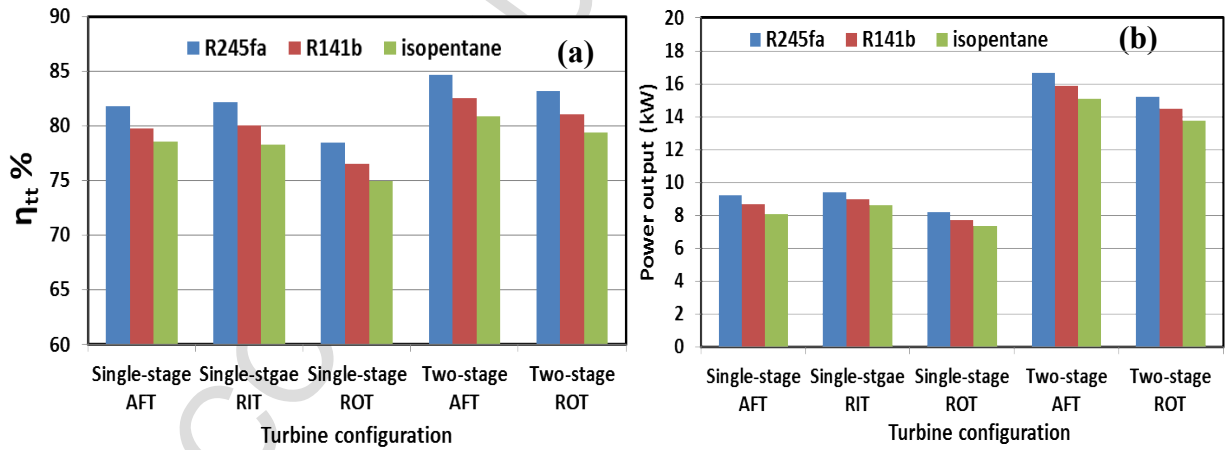 90
85
80
75
70
65
60
η_tt %
R245fa R141b isopentane
(a)
Single-stage AFT
Single-stgae RIT
Single-stage ROT
Two-stage AFT
Two-stage ROT
Turbine configuration
20
18
16
14
12
10
8
6
4
2
0
Power output (kW)
R245fa R141b isopentane
(b)
Single-stage AFT
Single-stgae RIT
Single-stage ROT
Two-stage AFT
Two-stage ROT
Turbine configuration